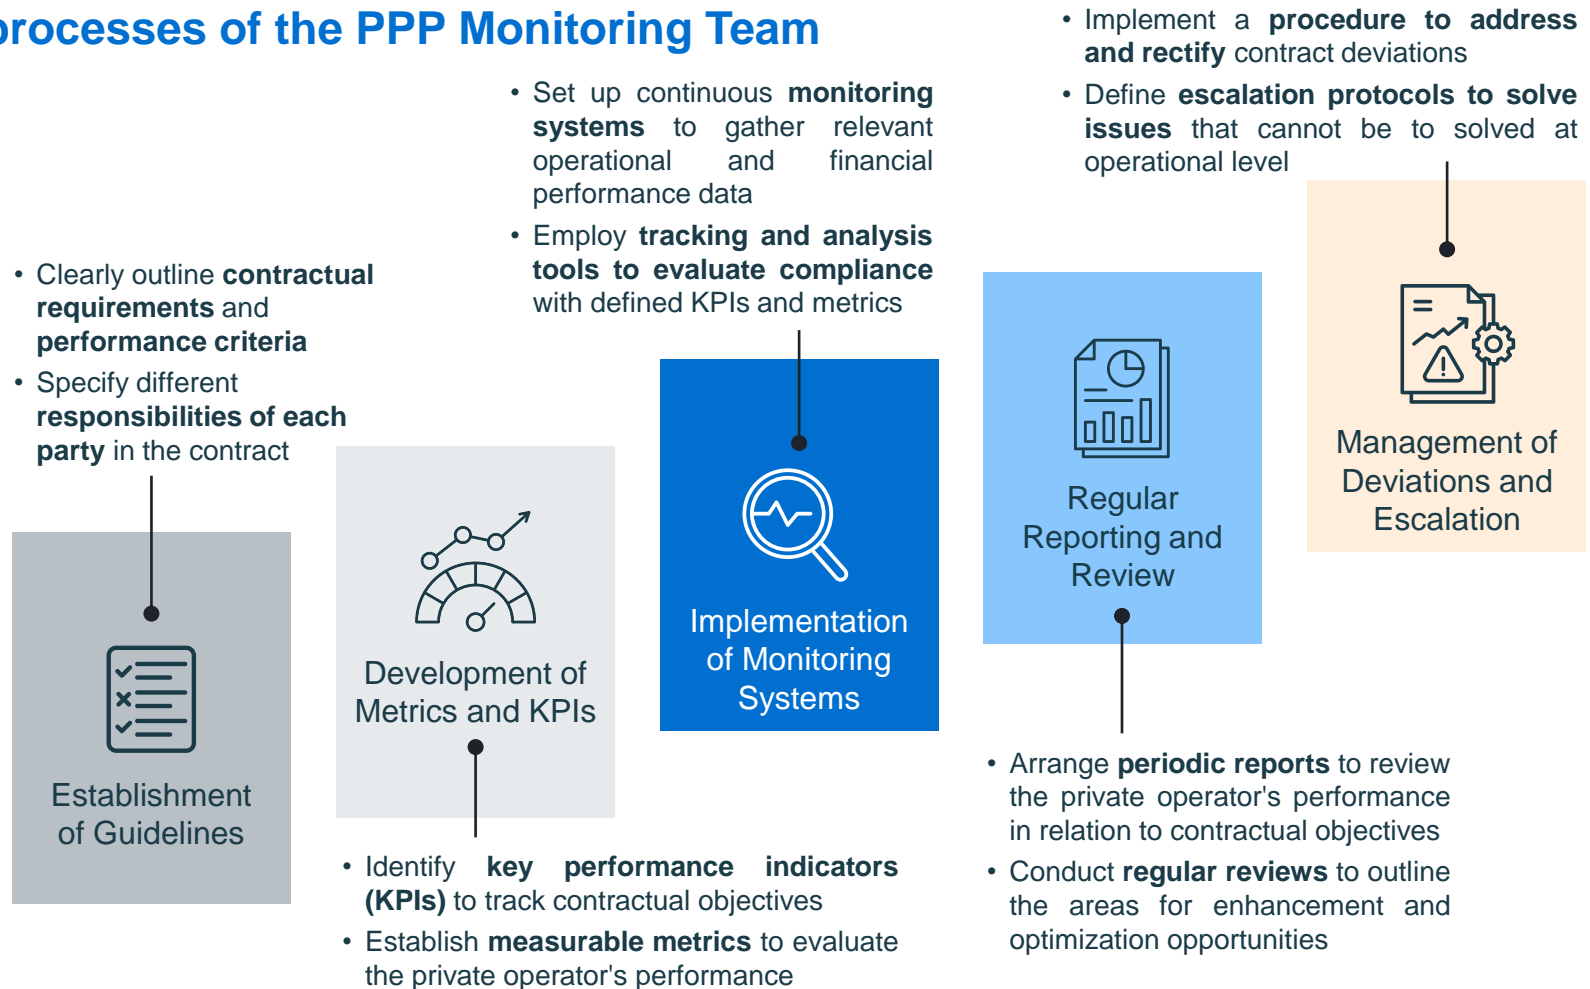 processes of the PPP Monitoring Team
• Clearly outline contractual
requirements and
performance criteria
• Specify different
responsibilities of each
party in the contract
Establishment
of Guidelines
Development of
Metrics and KPIs
• Identify key performance indicators
(KPIs) to track contractual objectives
• Establish measurable metrics to evaluate
the private operator's performance
• Set up continuous monitoring
systems to gather relevant
operational and financial
performance data
• Employ tracking and analysis
tools to evaluate compliance
with defined KPIs and metrics
Implementation
of Monitoring
Systems
Regular
Reporting and
Review
• Arrange periodic reports to review
the private operator's performance
in relation to contractual objectives
• Conduct regular reviews to outline
the areas for enhancement and
optimization opportunities
• Implement a procedure to address
and rectify contract deviations
• Define escalation protocols to solve
issues that cannot be to solved at
operational level
Management of
Deviations and
Escalation